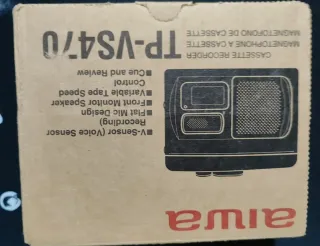 aiwa
■V-Sensor (Voice Sensor
Recording)
■Flat Mic Design
■Front Monitor Speaker
■Variable Tape Speed
Control
■Cue and Review
CASSETTE RECORDER
MAGNETOPHONE A CASSETTE
MAGNETOFONO DE CASSETTE
TP-VS470